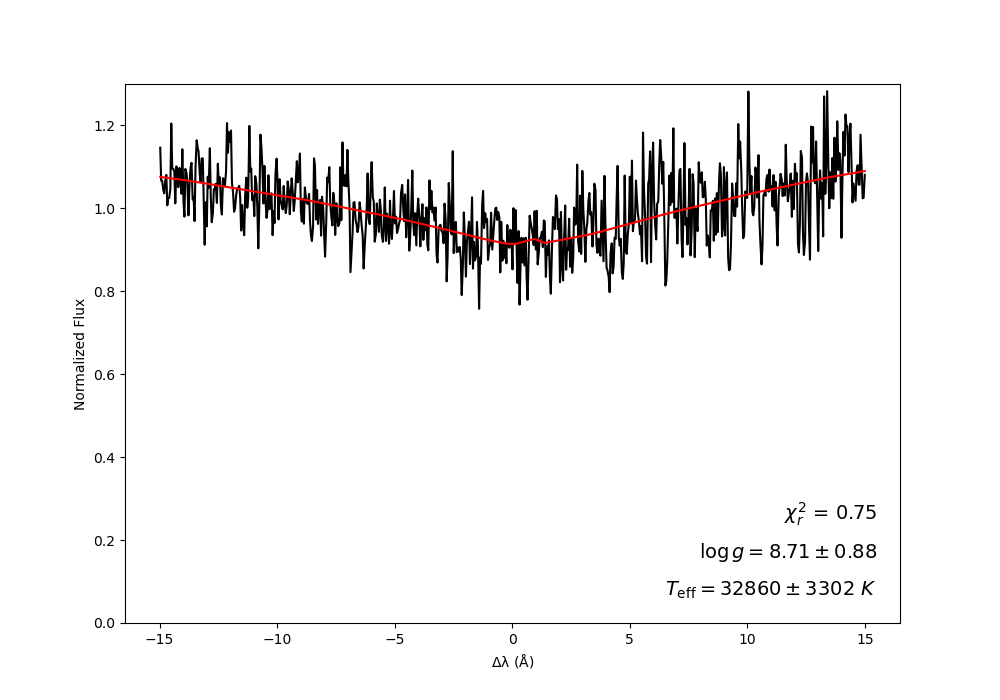 1.2
1.0
0.8
0.6
0.4
0.2
0.0
Normalized Flux
χ²ᵣ = 0.75
log g = 8.71 ± 0.88
T_eff = 32860 ± 3302 K
−15 −10 −5 0 5 10 15
Δλ (Å)